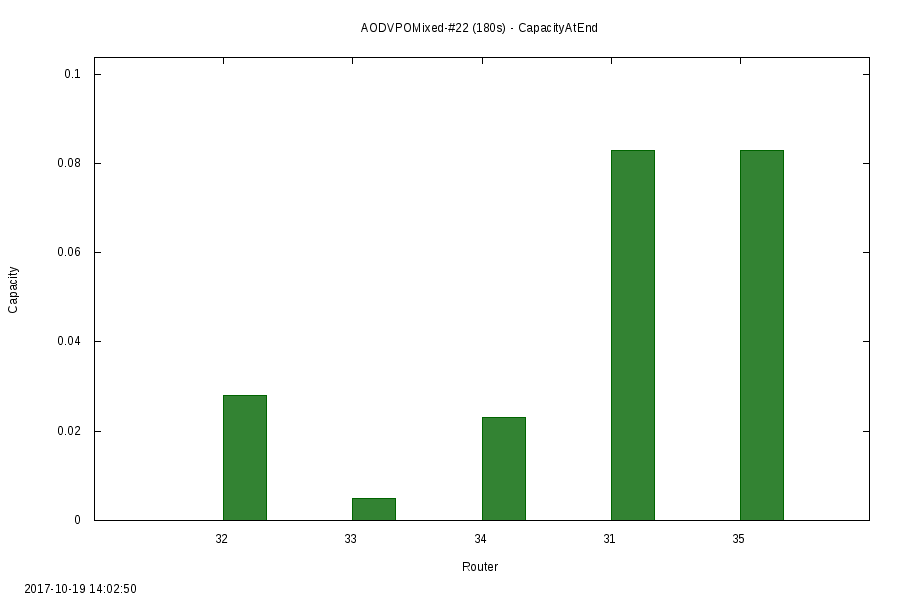 AODVPOMixed-#22 (180s) - CapacityAtEnd
0.1
0.08
0.06
0.04
0.02
0
Capacity
32 33 34 31 35
Router
2017-10-19 14:02:50